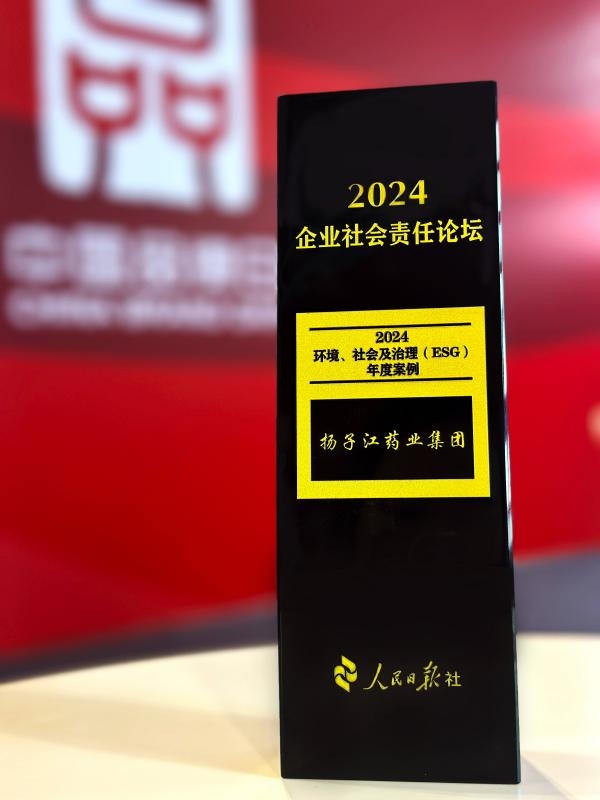 2024
企业社会责任论坛
2024
环境、社会及治理（ESG）
年度案例
扬子江药业集团
人民日报社